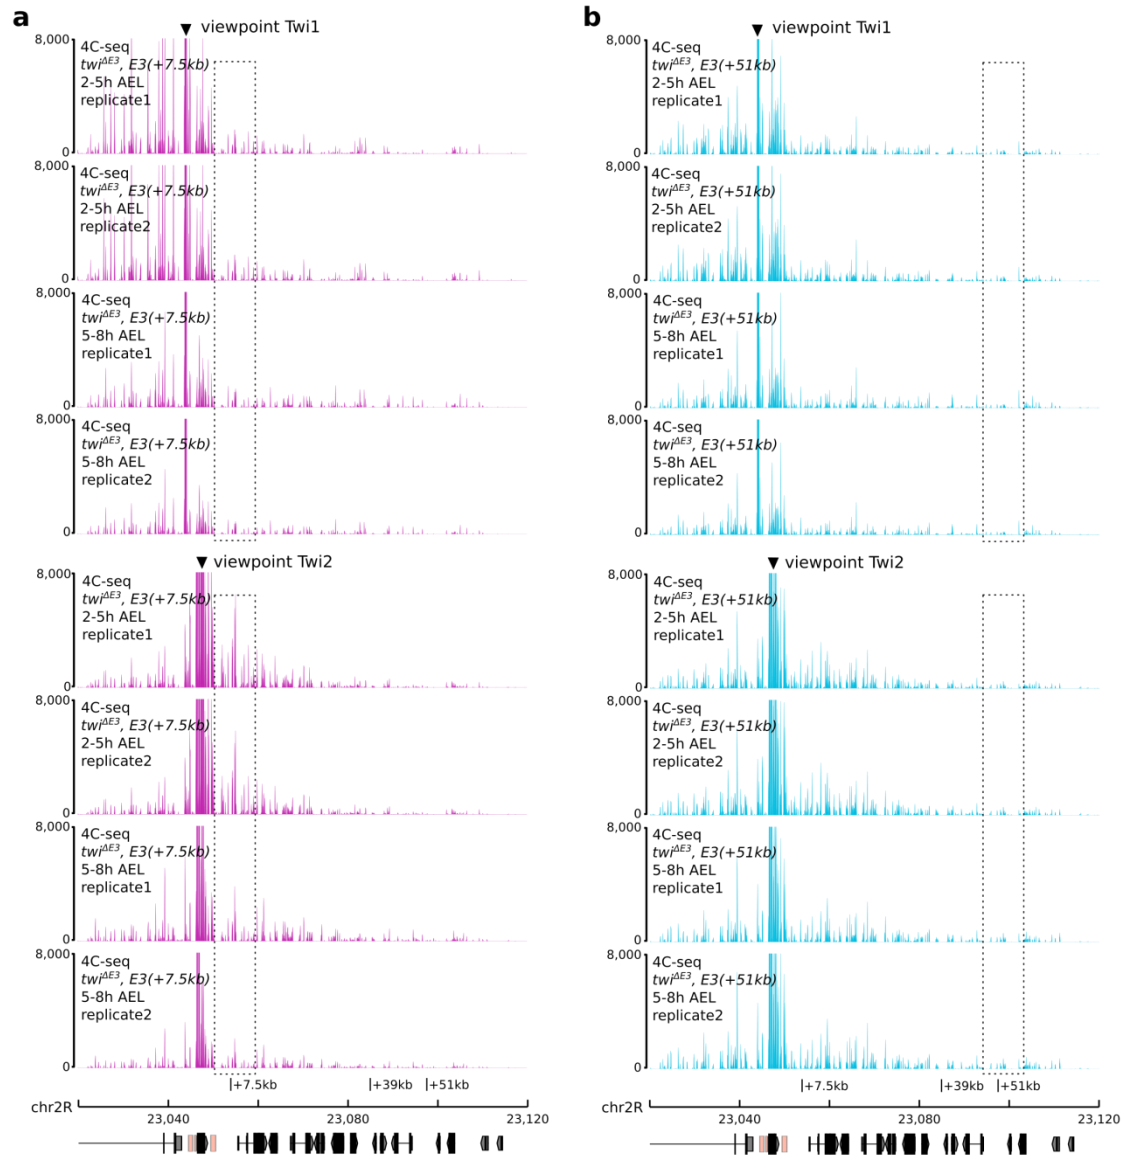 a
viewpoint Twi1
8,000
4C-seq
twiΔE3, E3(+7.5kb)
2-5h AEL
replicate1
0
8,000
4C-seq
twiΔE3, E3(+7.5kb)
2-5h AEL
replicate2
0
8,000
4C-seq
twiΔE3, E3(+7.5kb)
5-8h AEL
replicate1
0
8,000
4C-seq
twiΔE3, E3(+7.5kb)
5-8h AEL
replicate2
0
viewpoint Twi2
8,000
4C-seq
twiΔE3, E3(+7.5kb)
2-5h AEL
replicate1
0
8,000
4C-seq
twiΔE3, E3(+7.5kb)
2-5h AEL
replicate2
0
8,000
4C-seq
twiΔE3, E3(+7.5kb)
5-8h AEL
replicate1
0
8,000
4C-seq
twiΔE3, E3(+7.5kb)
5-8h AEL
replicate2
0
+7.5kb +39kb +51kb
chr2R
23,040 23,080 23,120
b
viewpoint Twi1
8,000
4C-seq
twiΔE3, E3(+51kb)
2-5h AEL
replicate1
0
8,000
4C-seq
twiΔE3, E3(+51kb)
2-5h AEL
replicate2
0
8,000
4C-seq
twiΔE3, E3(+51kb)
5-8h AEL
replicate1
0
8,000
4C-seq
twiΔE3, E3(+51kb)
5-8h AEL
replicate2
0
viewpoint Twi2
8,000
4C-seq
twiΔE3, E3(+51kb)
2-5h AEL
replicate1
0
8,000
4C-seq
twiΔE3, E3(+51kb)
2-5h AEL
replicate2
0
8,000
4C-seq
twiΔE3, E3(+51kb)
5-8h AEL
replicate1
0
8,000
4C-seq
twiΔE3, E3(+51kb)
5-8h AEL
replicate2
0
+7.5kb +39kb +51kb
chr2R
23,040 23,080 23,120